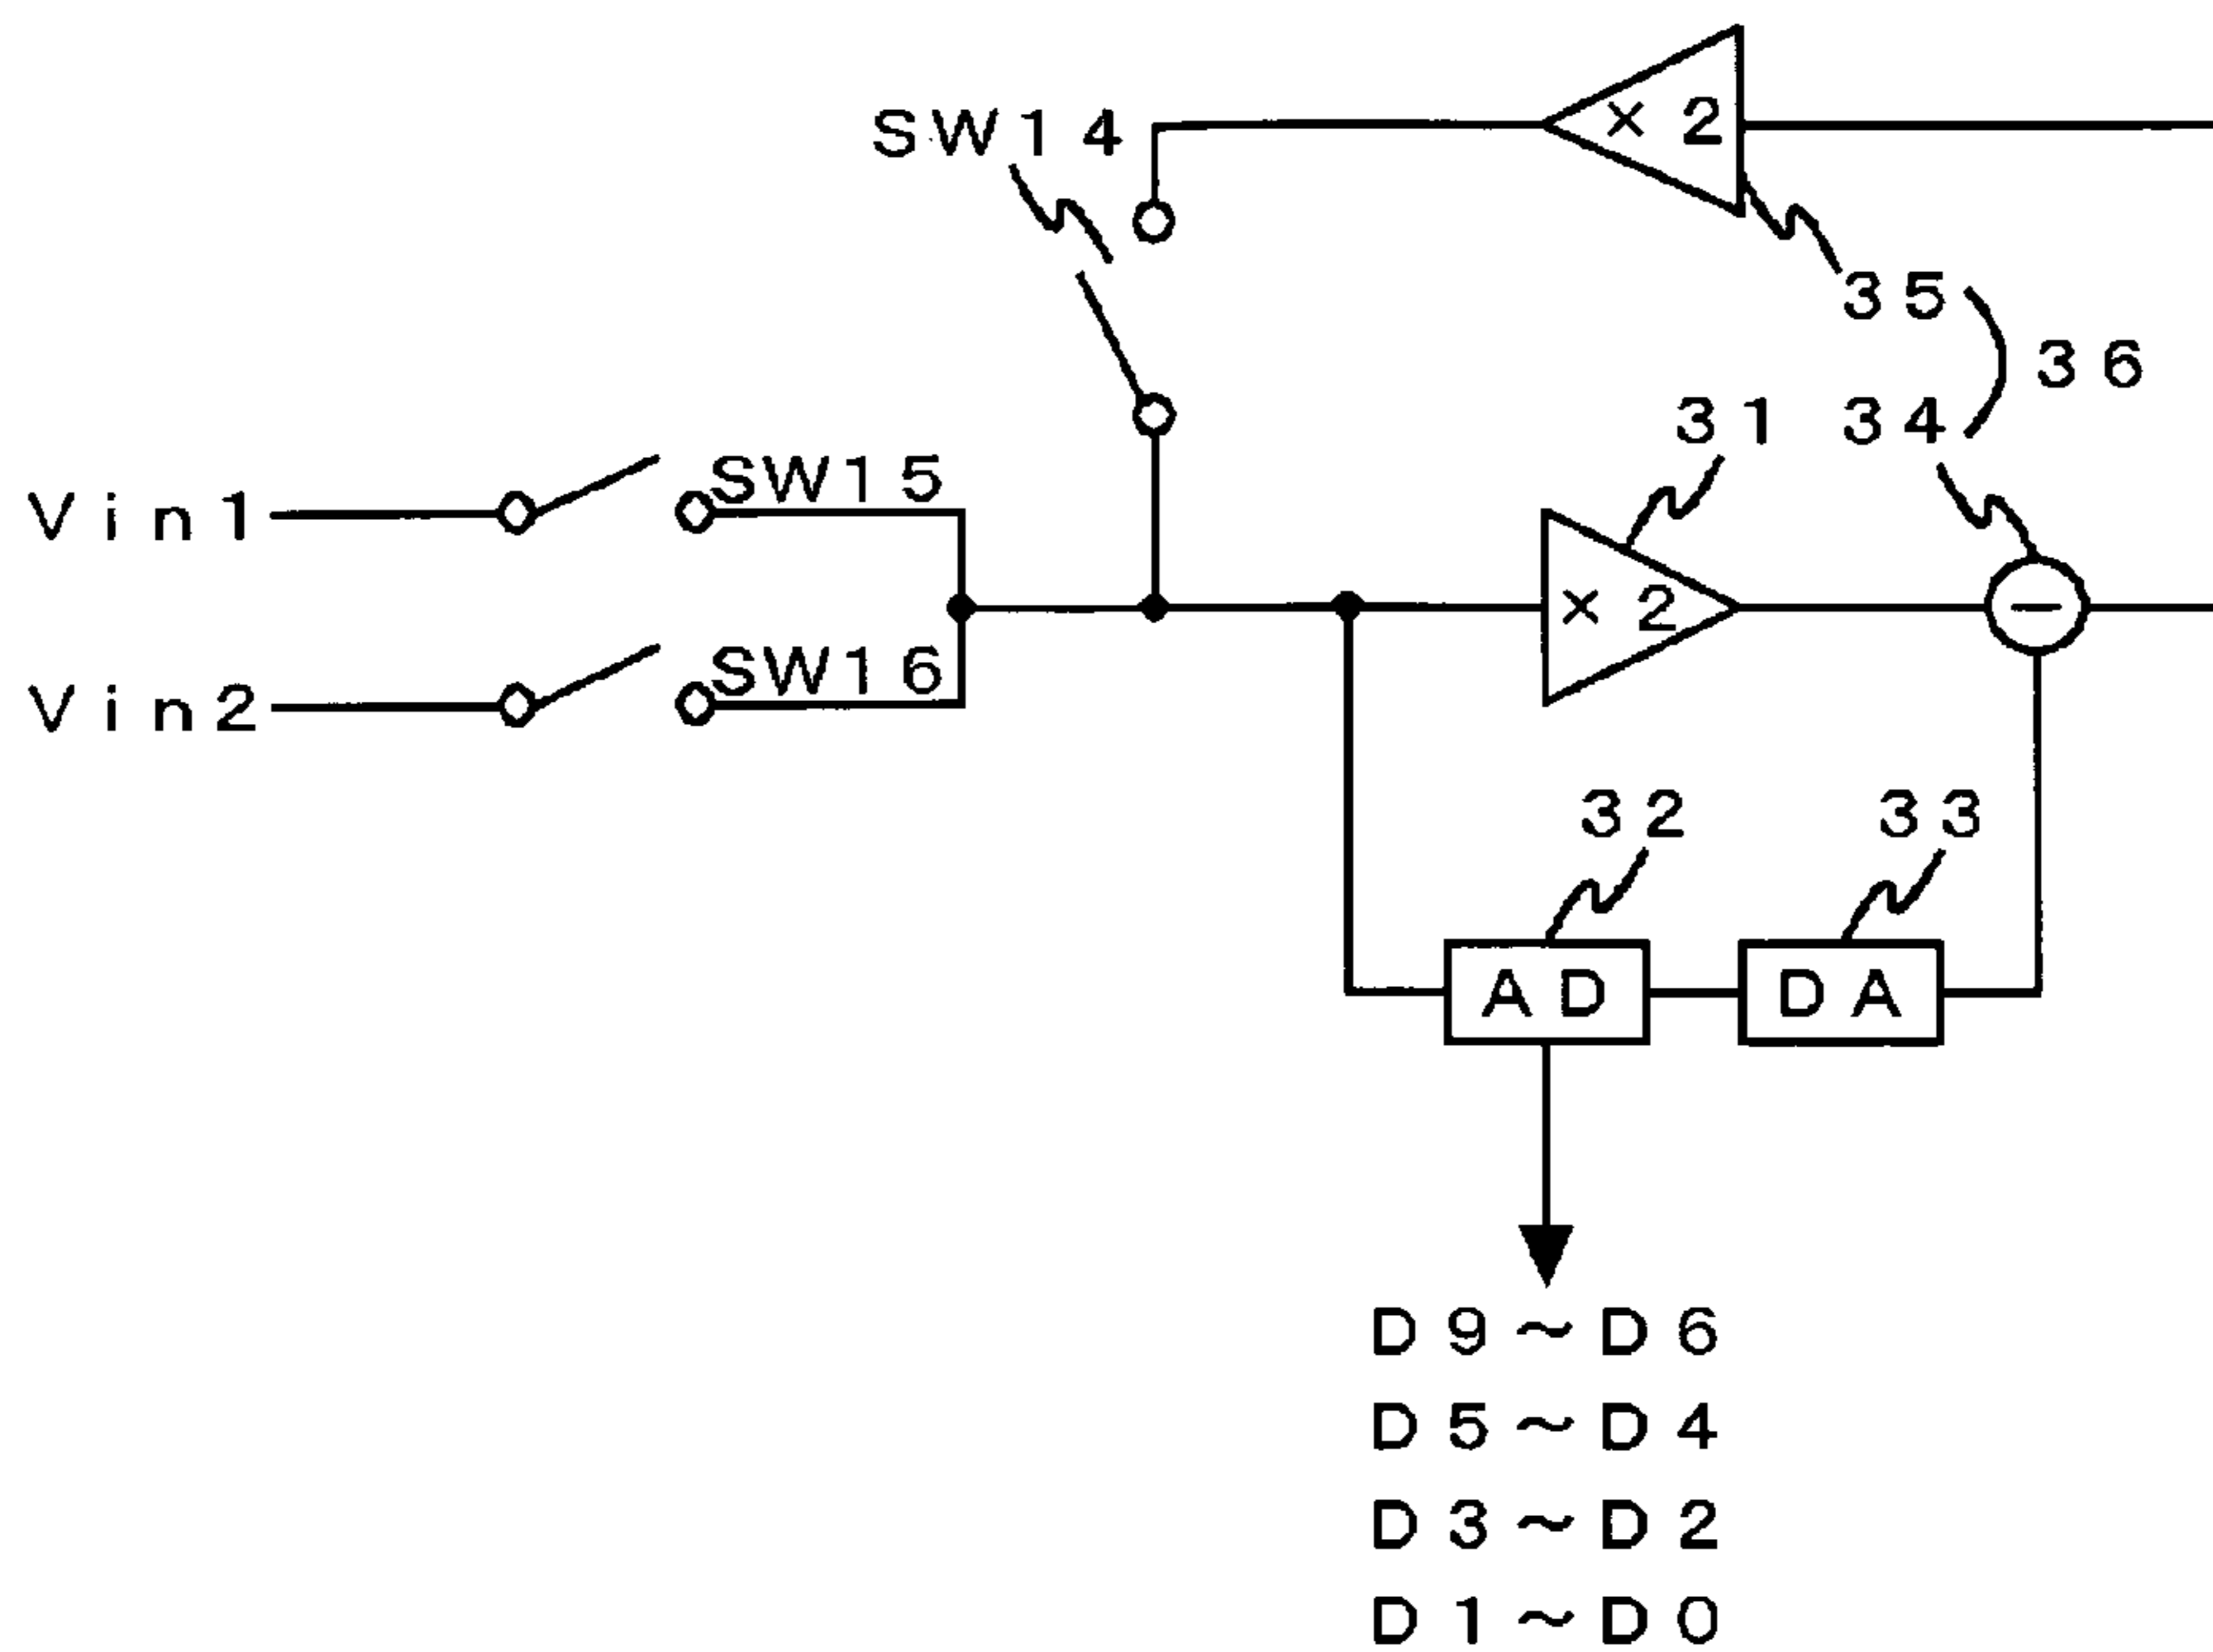 × 2
SW14
35
36
31
34
SW15
Vin1
× 2
−
SW16
Vin2
32
33
AD
DA
D9~D6
D5~D4
D3~D2
D1~D0